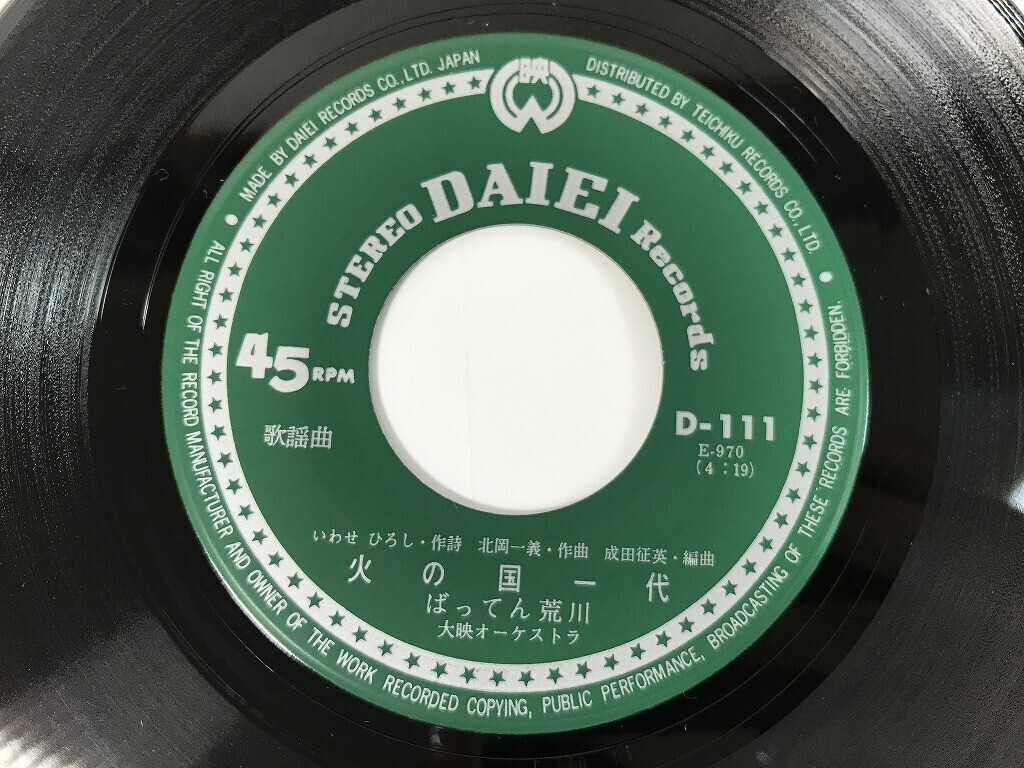 MADE BY DAIEI RECORDS CO., LTD. JAPAN
映
DISTRIBUTED BY TEICHIKU RECORDS CO., LTD.
STEREO DAIEI Records
45 RPM
歌謡曲
D-111
E-970
(4:19)
いわせ ひろし・作詩 北岡一義・作曲 成田征英・編曲
火の国一代
ばってん荒川
大映オーケストラ
ALL RIGHT OF THE RECORD MANUFACTURER AND OWNER OF THE WORK RECORDED COPYING, PUBLIC PERFORMANCE, BROADCASTING OF THESE RECORDS ARE FORBIDDEN.